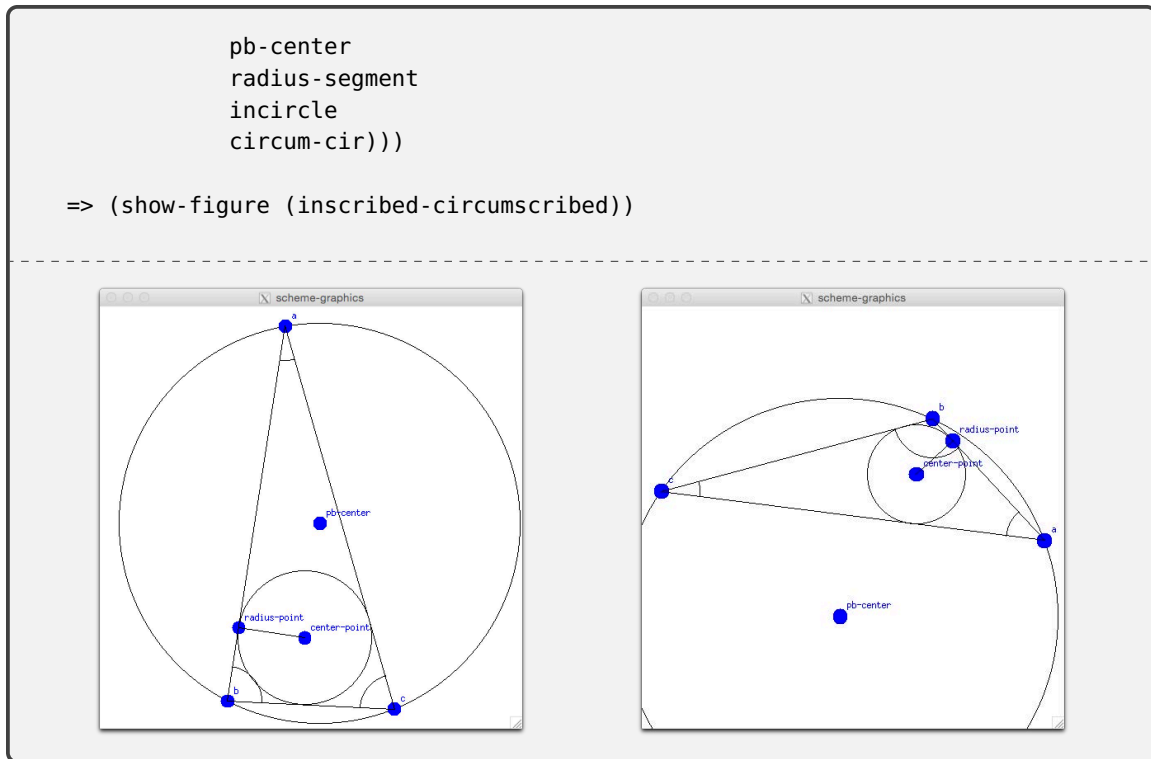 pb-center
radius-segment
incircle
circum-cir)))
=> (show-figure (inscribed-circumscribed))
scheme-graphics
a
pb-center
radius-point
center-point
b
c
scheme-graphics
b
radius-point
center-point
c
a
pb-center